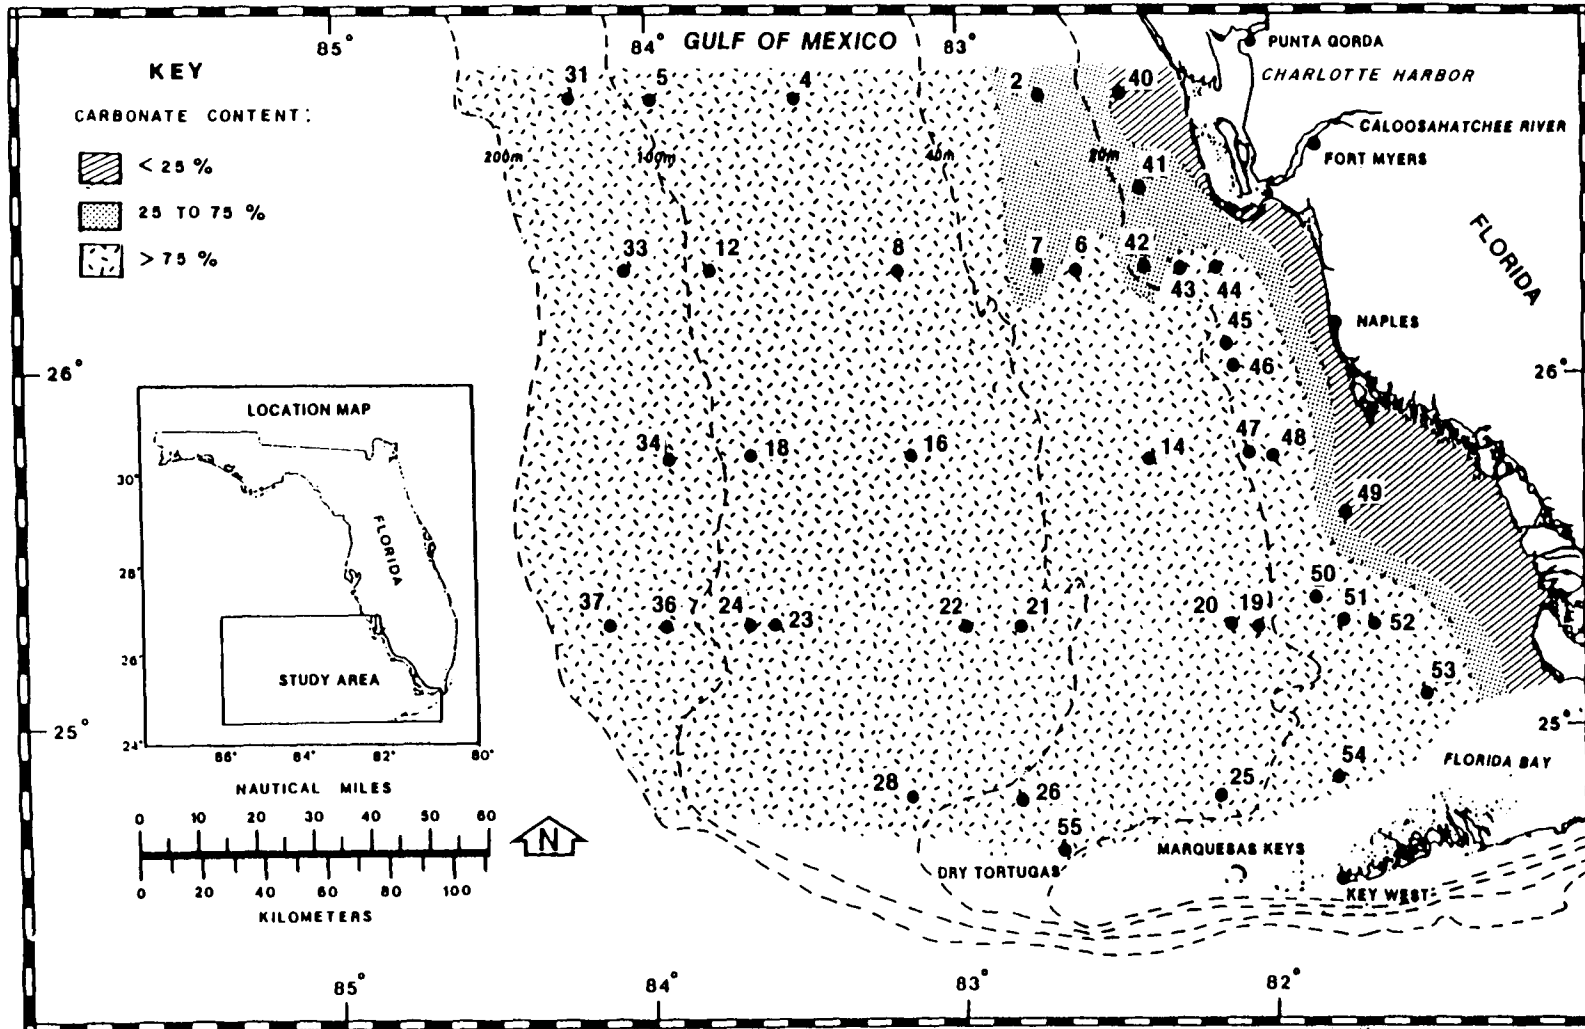 85°
84°
GULF OF MEXICO
83°
PUNTA GORDA
CHARLOTTE HARBOR
KEY
CARBONATE CONTENT:
< 25 %
25 TO 75 %
> 75 %
31
5
4
2
40
CALOOSAHATCHEE RIVER
FORT MYERS
200m
100m
40m
20m
41
FLORIDA
33
12
8
7
6
42
43
44
NAPLES
45
46
26°
26°
LOCATION MAP
30°
28°
26°
24°
FLORIDA
STUDY AREA
86°
84°
82°
80°
34
18
16
14
47
48
49
50
37
36
24
23
22
21
20
19
51
52
53
25°
25°
54
FLORIDA BAY
28
26
25
55
NAUTICAL MILES
0 10 20 30 40 50 60
0 20 40 60 80 100
KILOMETERS
N
DRY TORTUGAS
MARQUESAS KEYS
KEY WEST
85°
84°
83°
82°